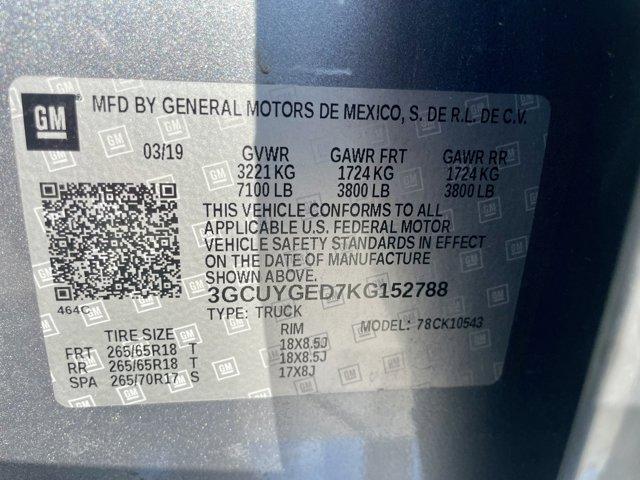 GM MFD BY GENERAL MOTORS DE MEXICO, S. DE R.L. DE C.V.
03/19 GVWR GAWR FRT GAWR RR
3221 KG 1724 KG 1724 KG
7100 LB 3800 LB 3800 LB
THIS VEHICLE CONFORMS TO ALL
APPLICABLE U.S. FEDERAL MOTOR
VEHICLE SAFETY STANDARDS IN EFFECT
ON THE DATE OF MANUFACTURE
SHOWN ABOVE.
3GCUYGED7KG152788
464C
TYPE: TRUCK MODEL: 78CK10543
TIRE SIZE RIM
FRT 265/65R18 T 18X8.5J
RR 265/65R18 T 18X8.5J
SPA 265/70R17 S 17X8J